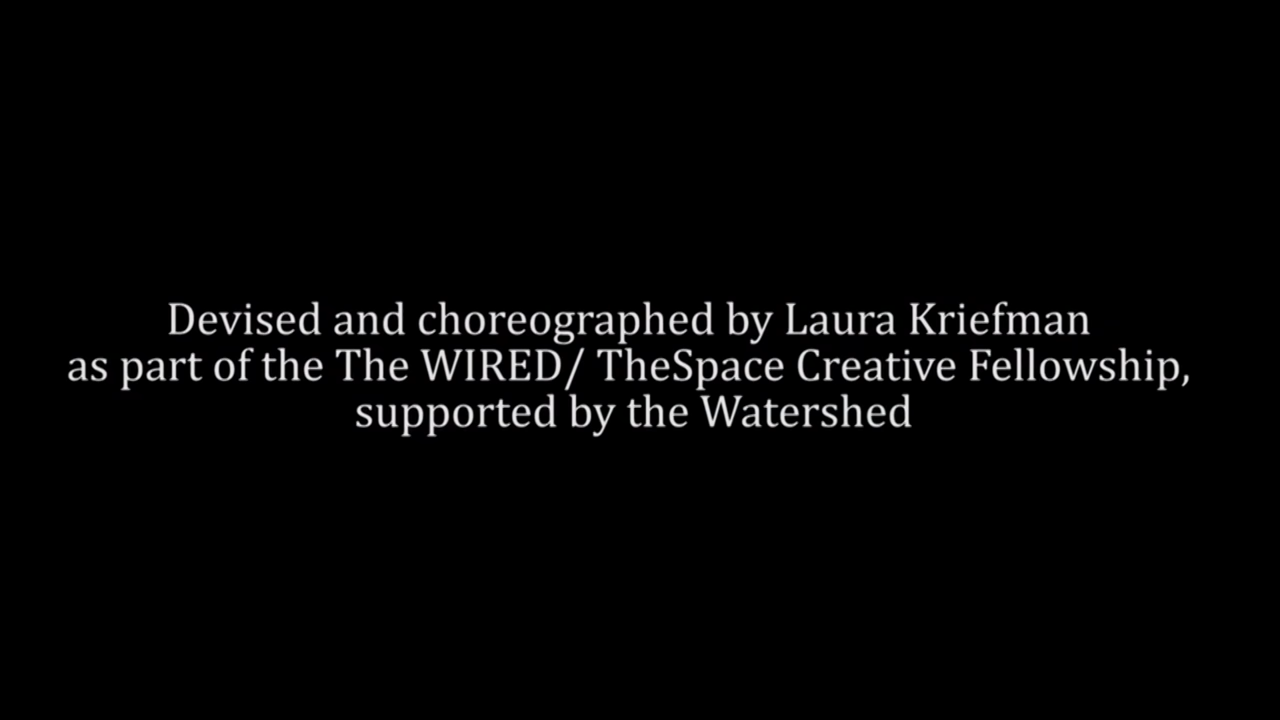 Devised and choreographed by Laura Kriefman
as part of the The WIRED/ TheSpace Creative Fellowship,
supported by the Watershed